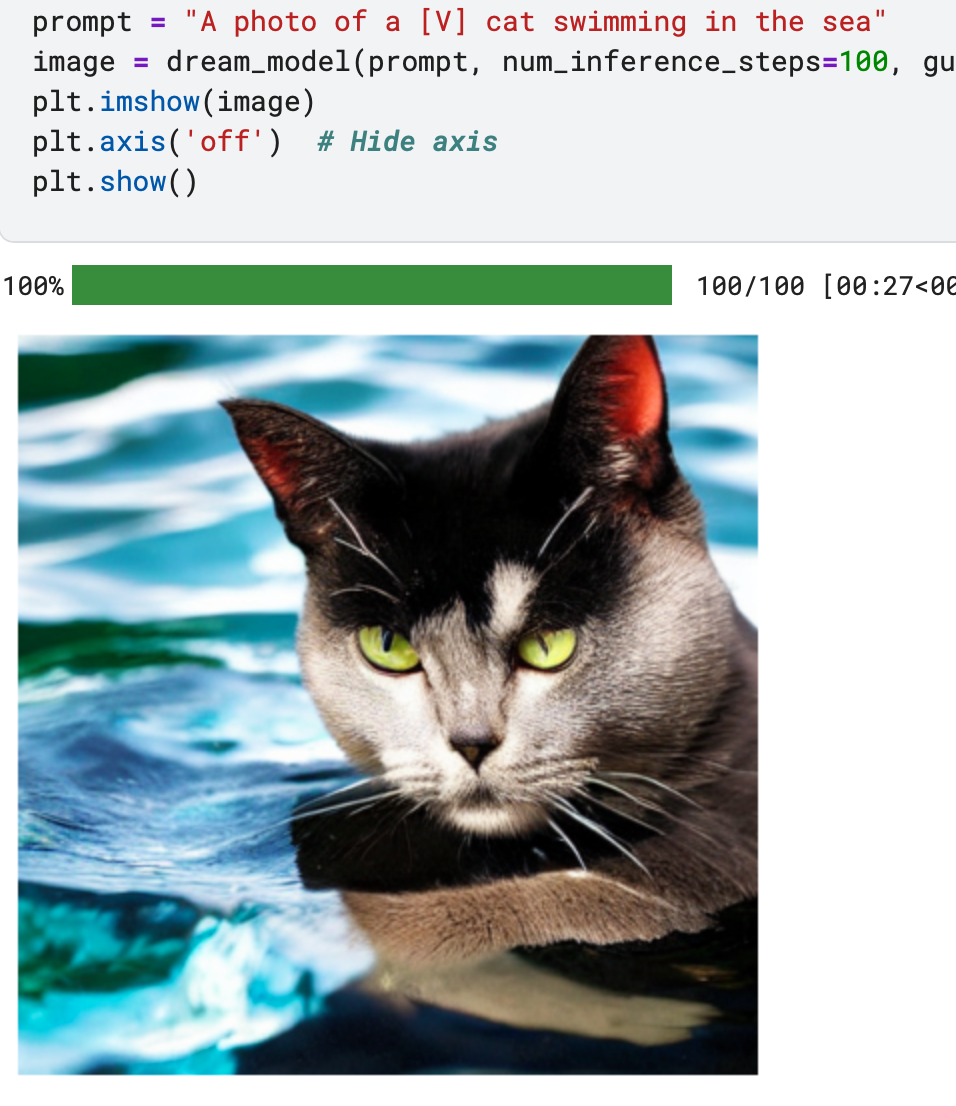 prompt = "A photo of a [V] cat swimming in the sea"
image = dream_model(prompt, num_inference_steps=100, gu
plt.imshow(image)
plt.axis('off')  # Hide axis
plt.show()
100% 100/100 [00:27<00